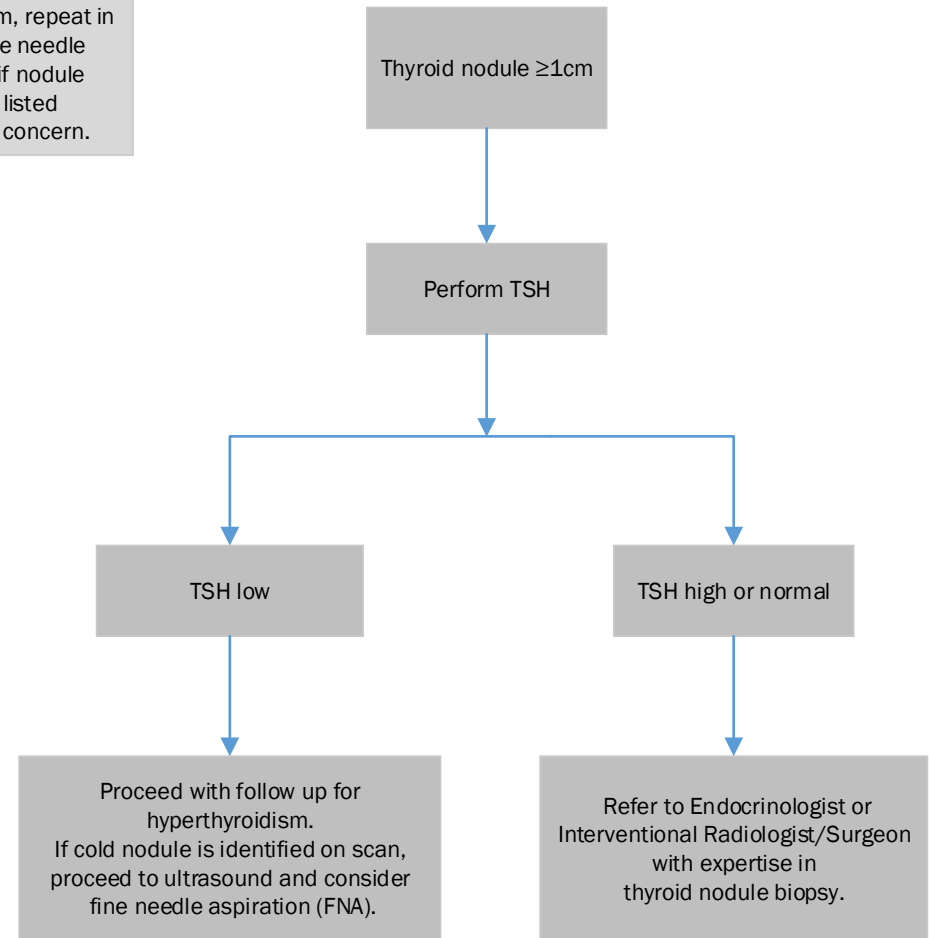 m, repeat in
e needle
if nodule
listed
concern.
Thyroid nodule ≥1cm
Perform TSH
TSH low
TSH high or normal
Proceed with follow up for
hyperthyroidism.
If cold nodule is identified on scan,
proceed to ultrasound and consider
fine needle aspiration (FNA).
Refer to Endocrinologist or
Interventional Radiologist/Surgeon
with expertise in
thyroid nodule biopsy.